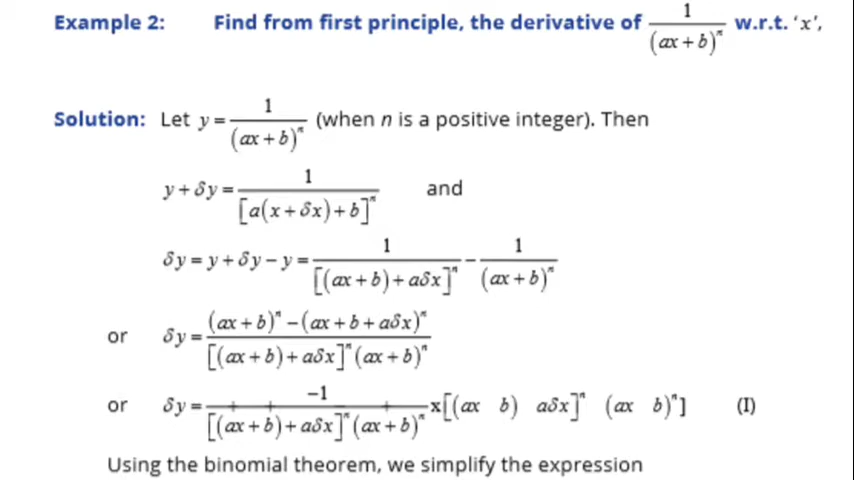 Example 2: Find from first principle, the derivative of 1/(ax + b)^n w.r.t. 'x',
Solution: Let y = 1/(ax + b)^n (when n is a positive integer). Then
y + δy = 1/[a(x + δx) + b]^n and
δy = y + δy − y = 1/[(ax + b) + aδx]^n − 1/(ax + b)^n
or δy = (ax + b)^n − (ax + b + aδx)^n / [(ax + b) + aδx]^n (ax + b)^n
or δy = −1/[(ax + b) + aδx]^n (ax + b)^n x[(ax b) aδx]^n (ax b)^n] (I)
Using the binomial theorem, we simplify the expression